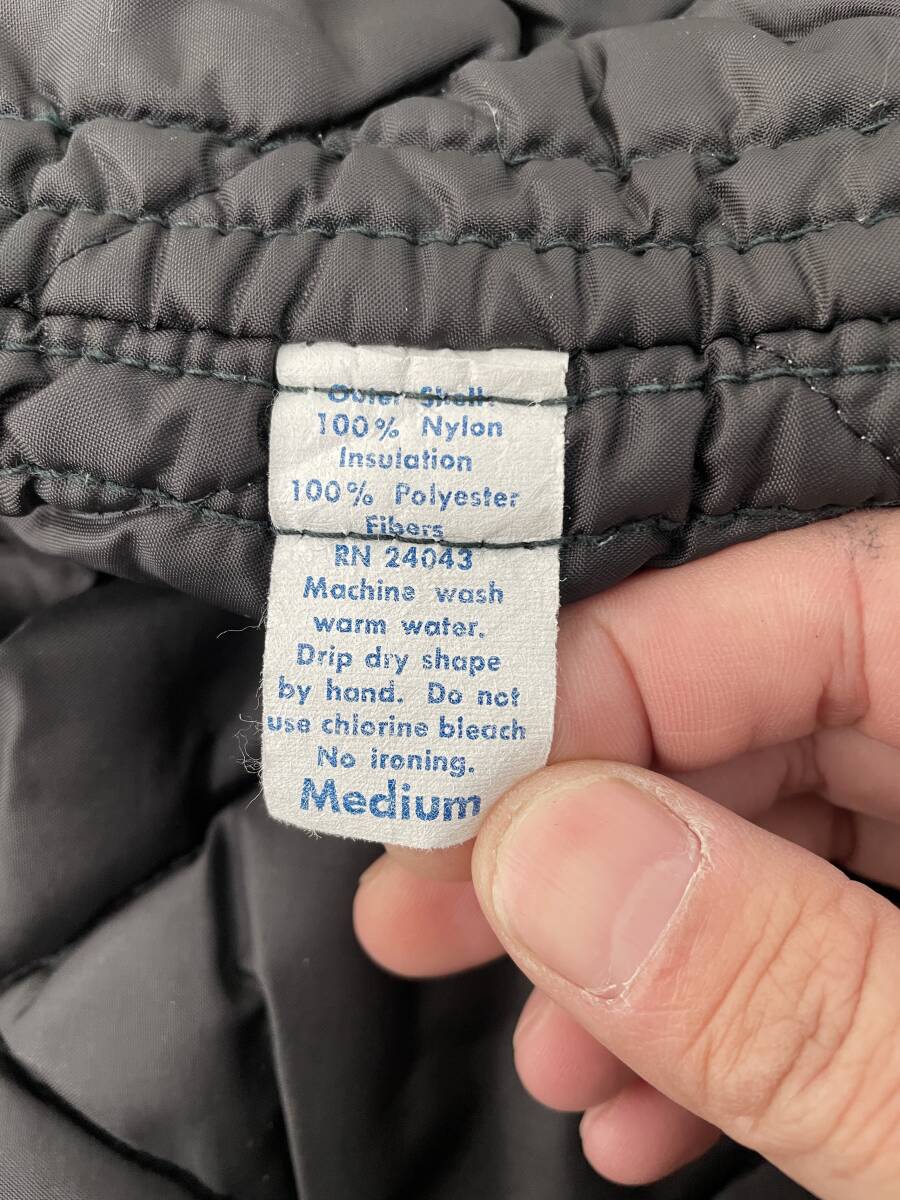 Outer Shell:
100% Nylon
Insulation
100% Polyester
Fibers
RN 24043
Machine wash
warm water.
Drip dry shape
by hand. Do not
use chlorine bleach
No ironing.
Medium